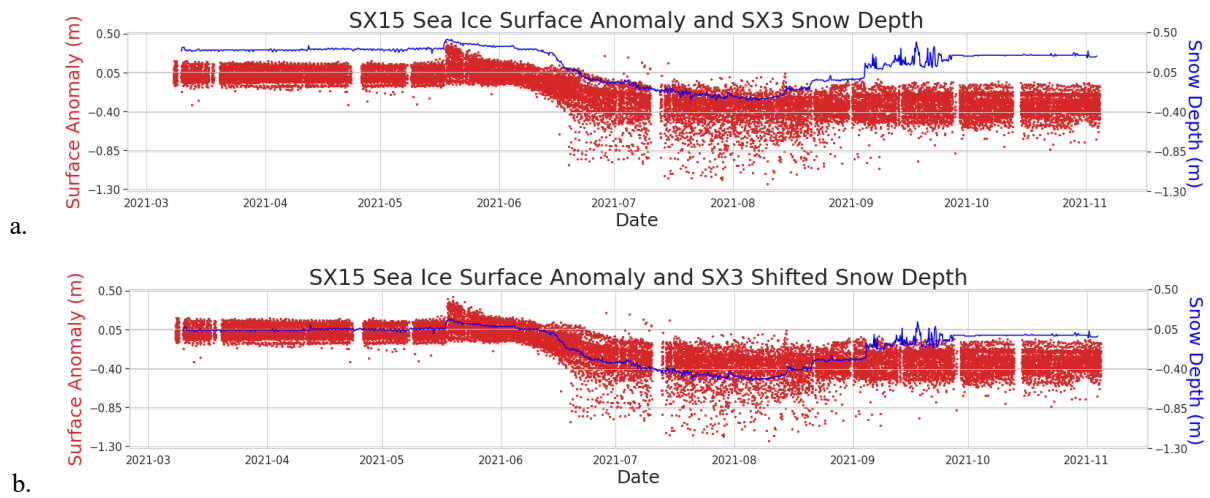 SX15 Sea Ice Surface Anomaly and SX3 Snow Depth
Surface Anomaly (m)
0.50
0.05
−0.40
−0.85
−1.30
0.50
0.05
−0.40
−0.85
−1.30
Snow Depth (m)
2021-03 2021-04 2021-05 2021-06 2021-07 2021-08 2021-09 2021-10 2021-11
Date
a.
SX15 Sea Ice Surface Anomaly and SX3 Shifted Snow Depth
Surface Anomaly (m)
0.50
0.05
−0.40
−0.85
−1.30
0.50
0.05
−0.40
−0.85
−1.30
Snow Depth (m)
2021-03 2021-04 2021-05 2021-06 2021-07 2021-08 2021-09 2021-10 2021-11
Date
b.